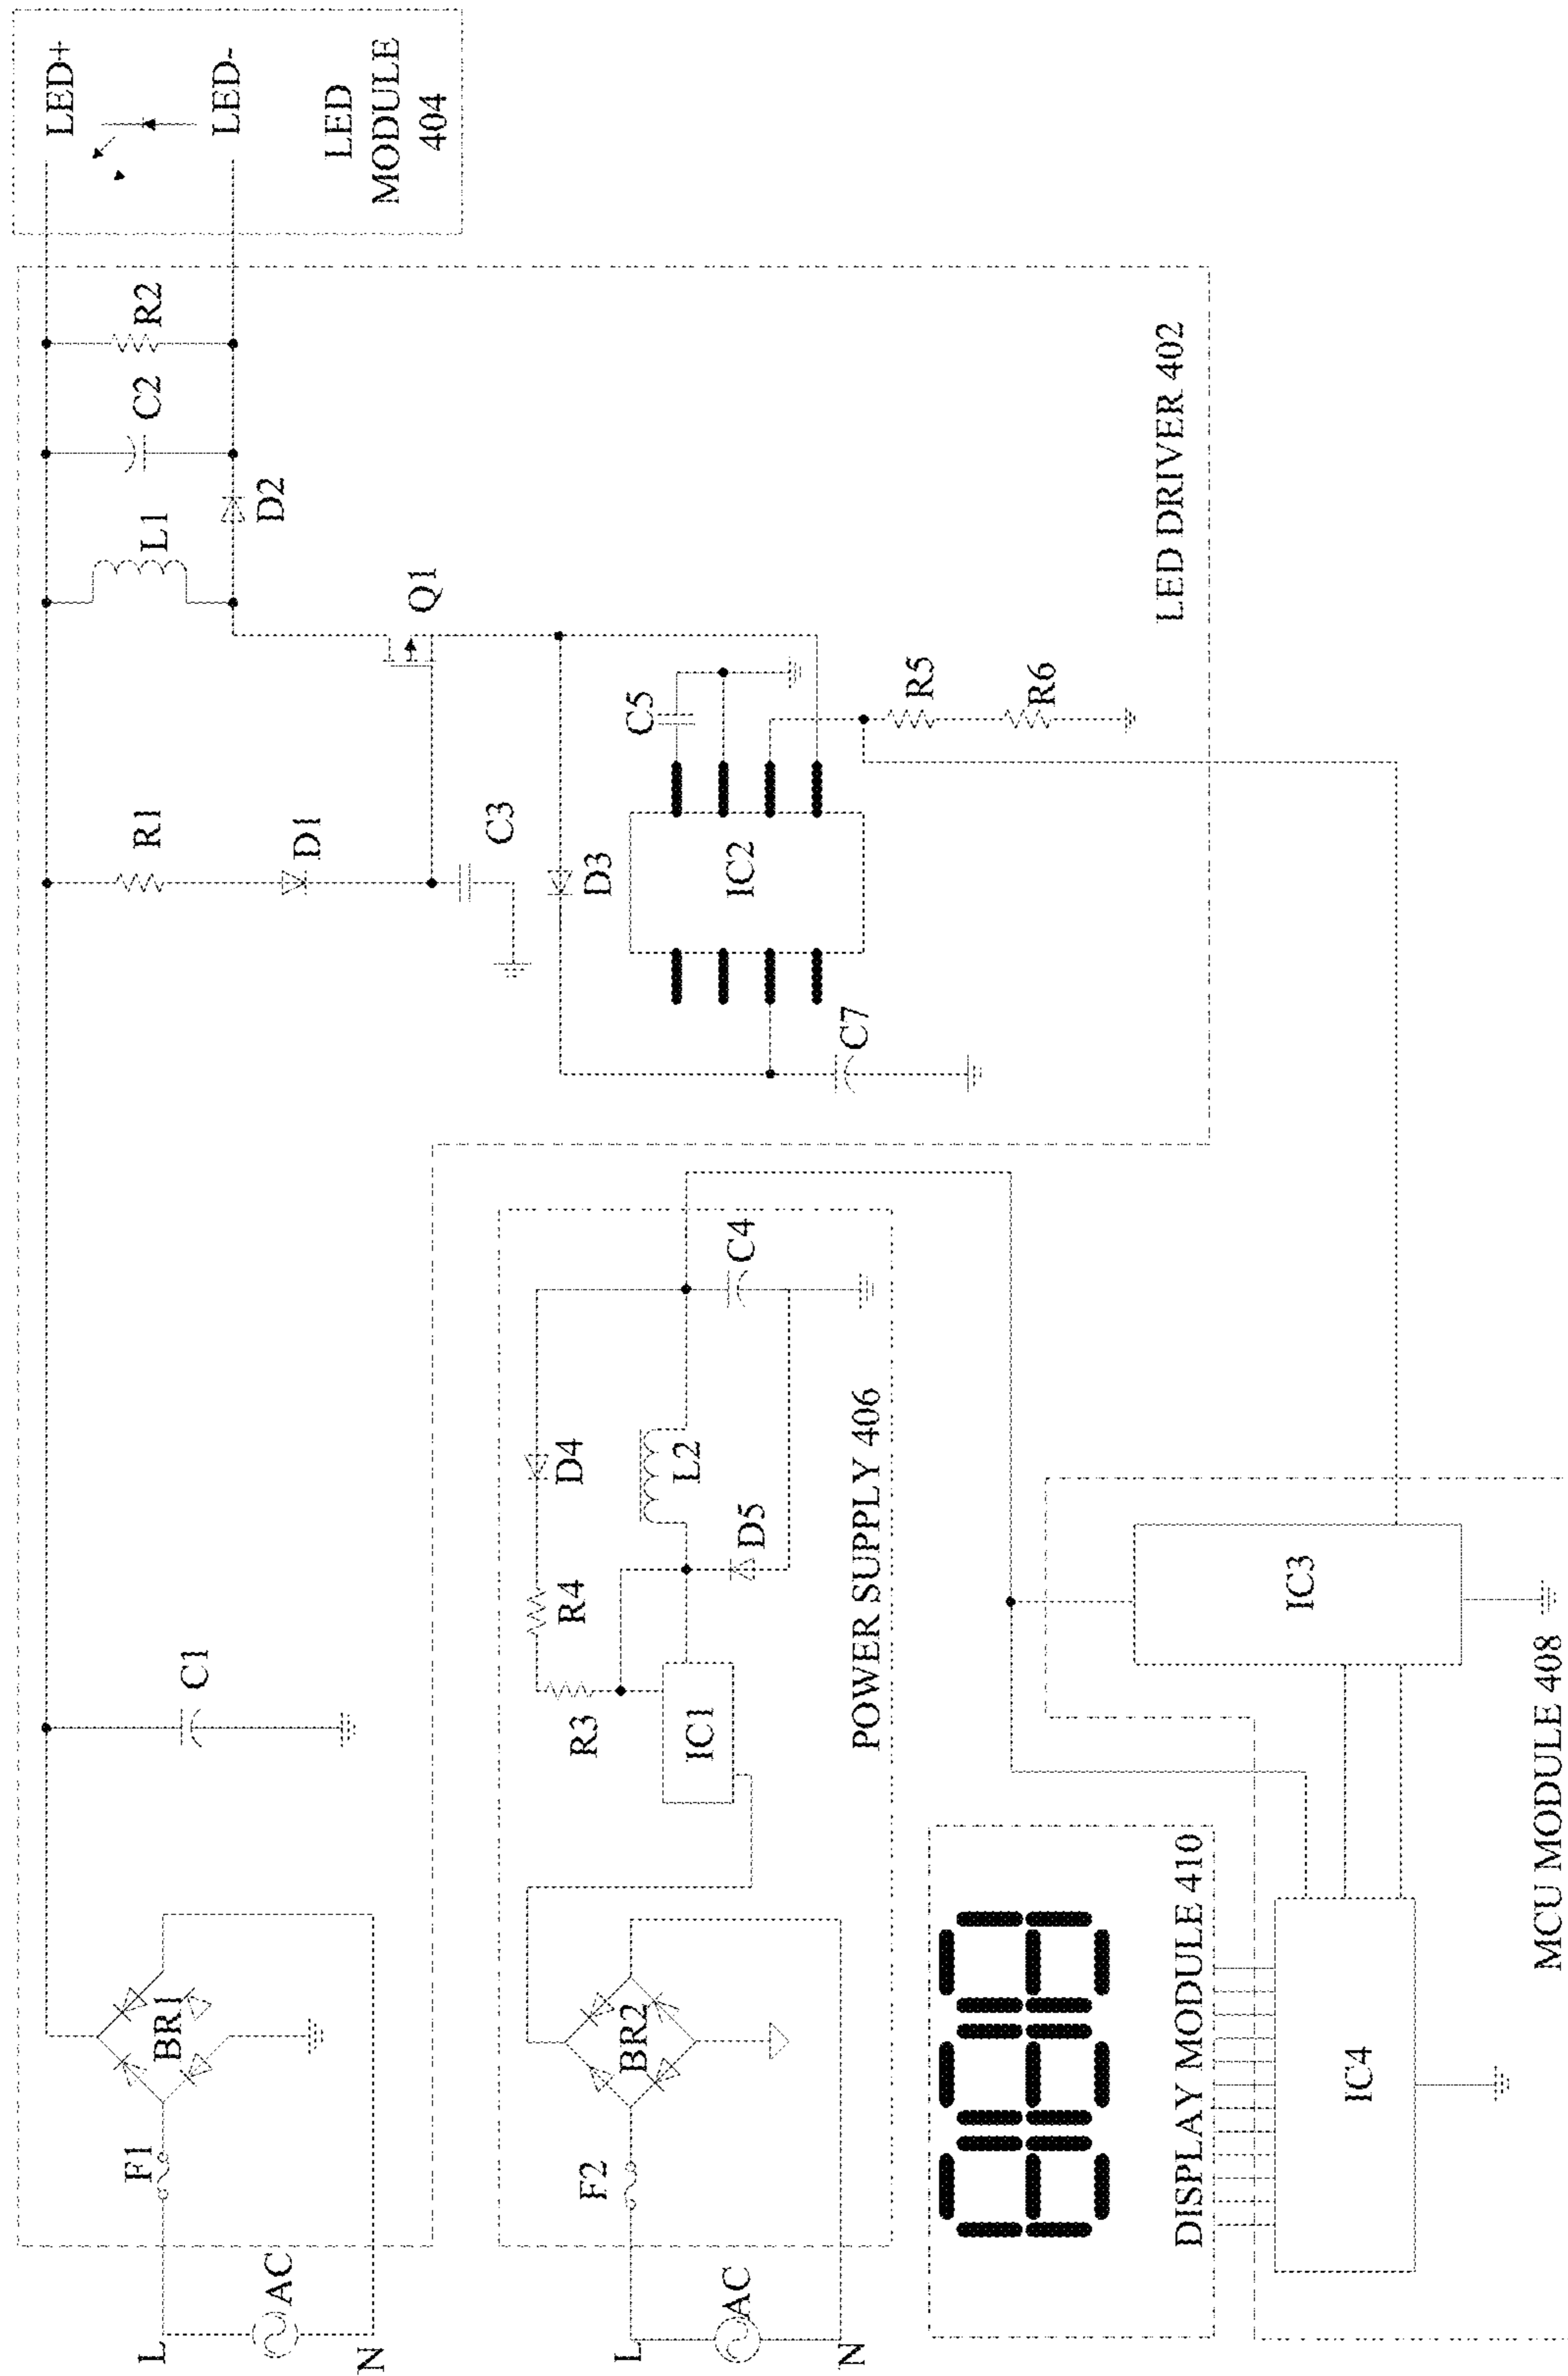 L
AC
N
F1
BR1
C1
R1
D1
C3
L1
C2
R2
D2
Q1
D3
IC2
C5
C7
R5
R6
LED DRIVER 402
LED+
LED-
LED
MODULE
404
L
AC
N
F2
BR2
R3
R4
D4
IC1
L2
D5
C4
POWER SUPPLY 406
DISPLAY MODULE 410
IC4
IC3
MCU MODULE 408